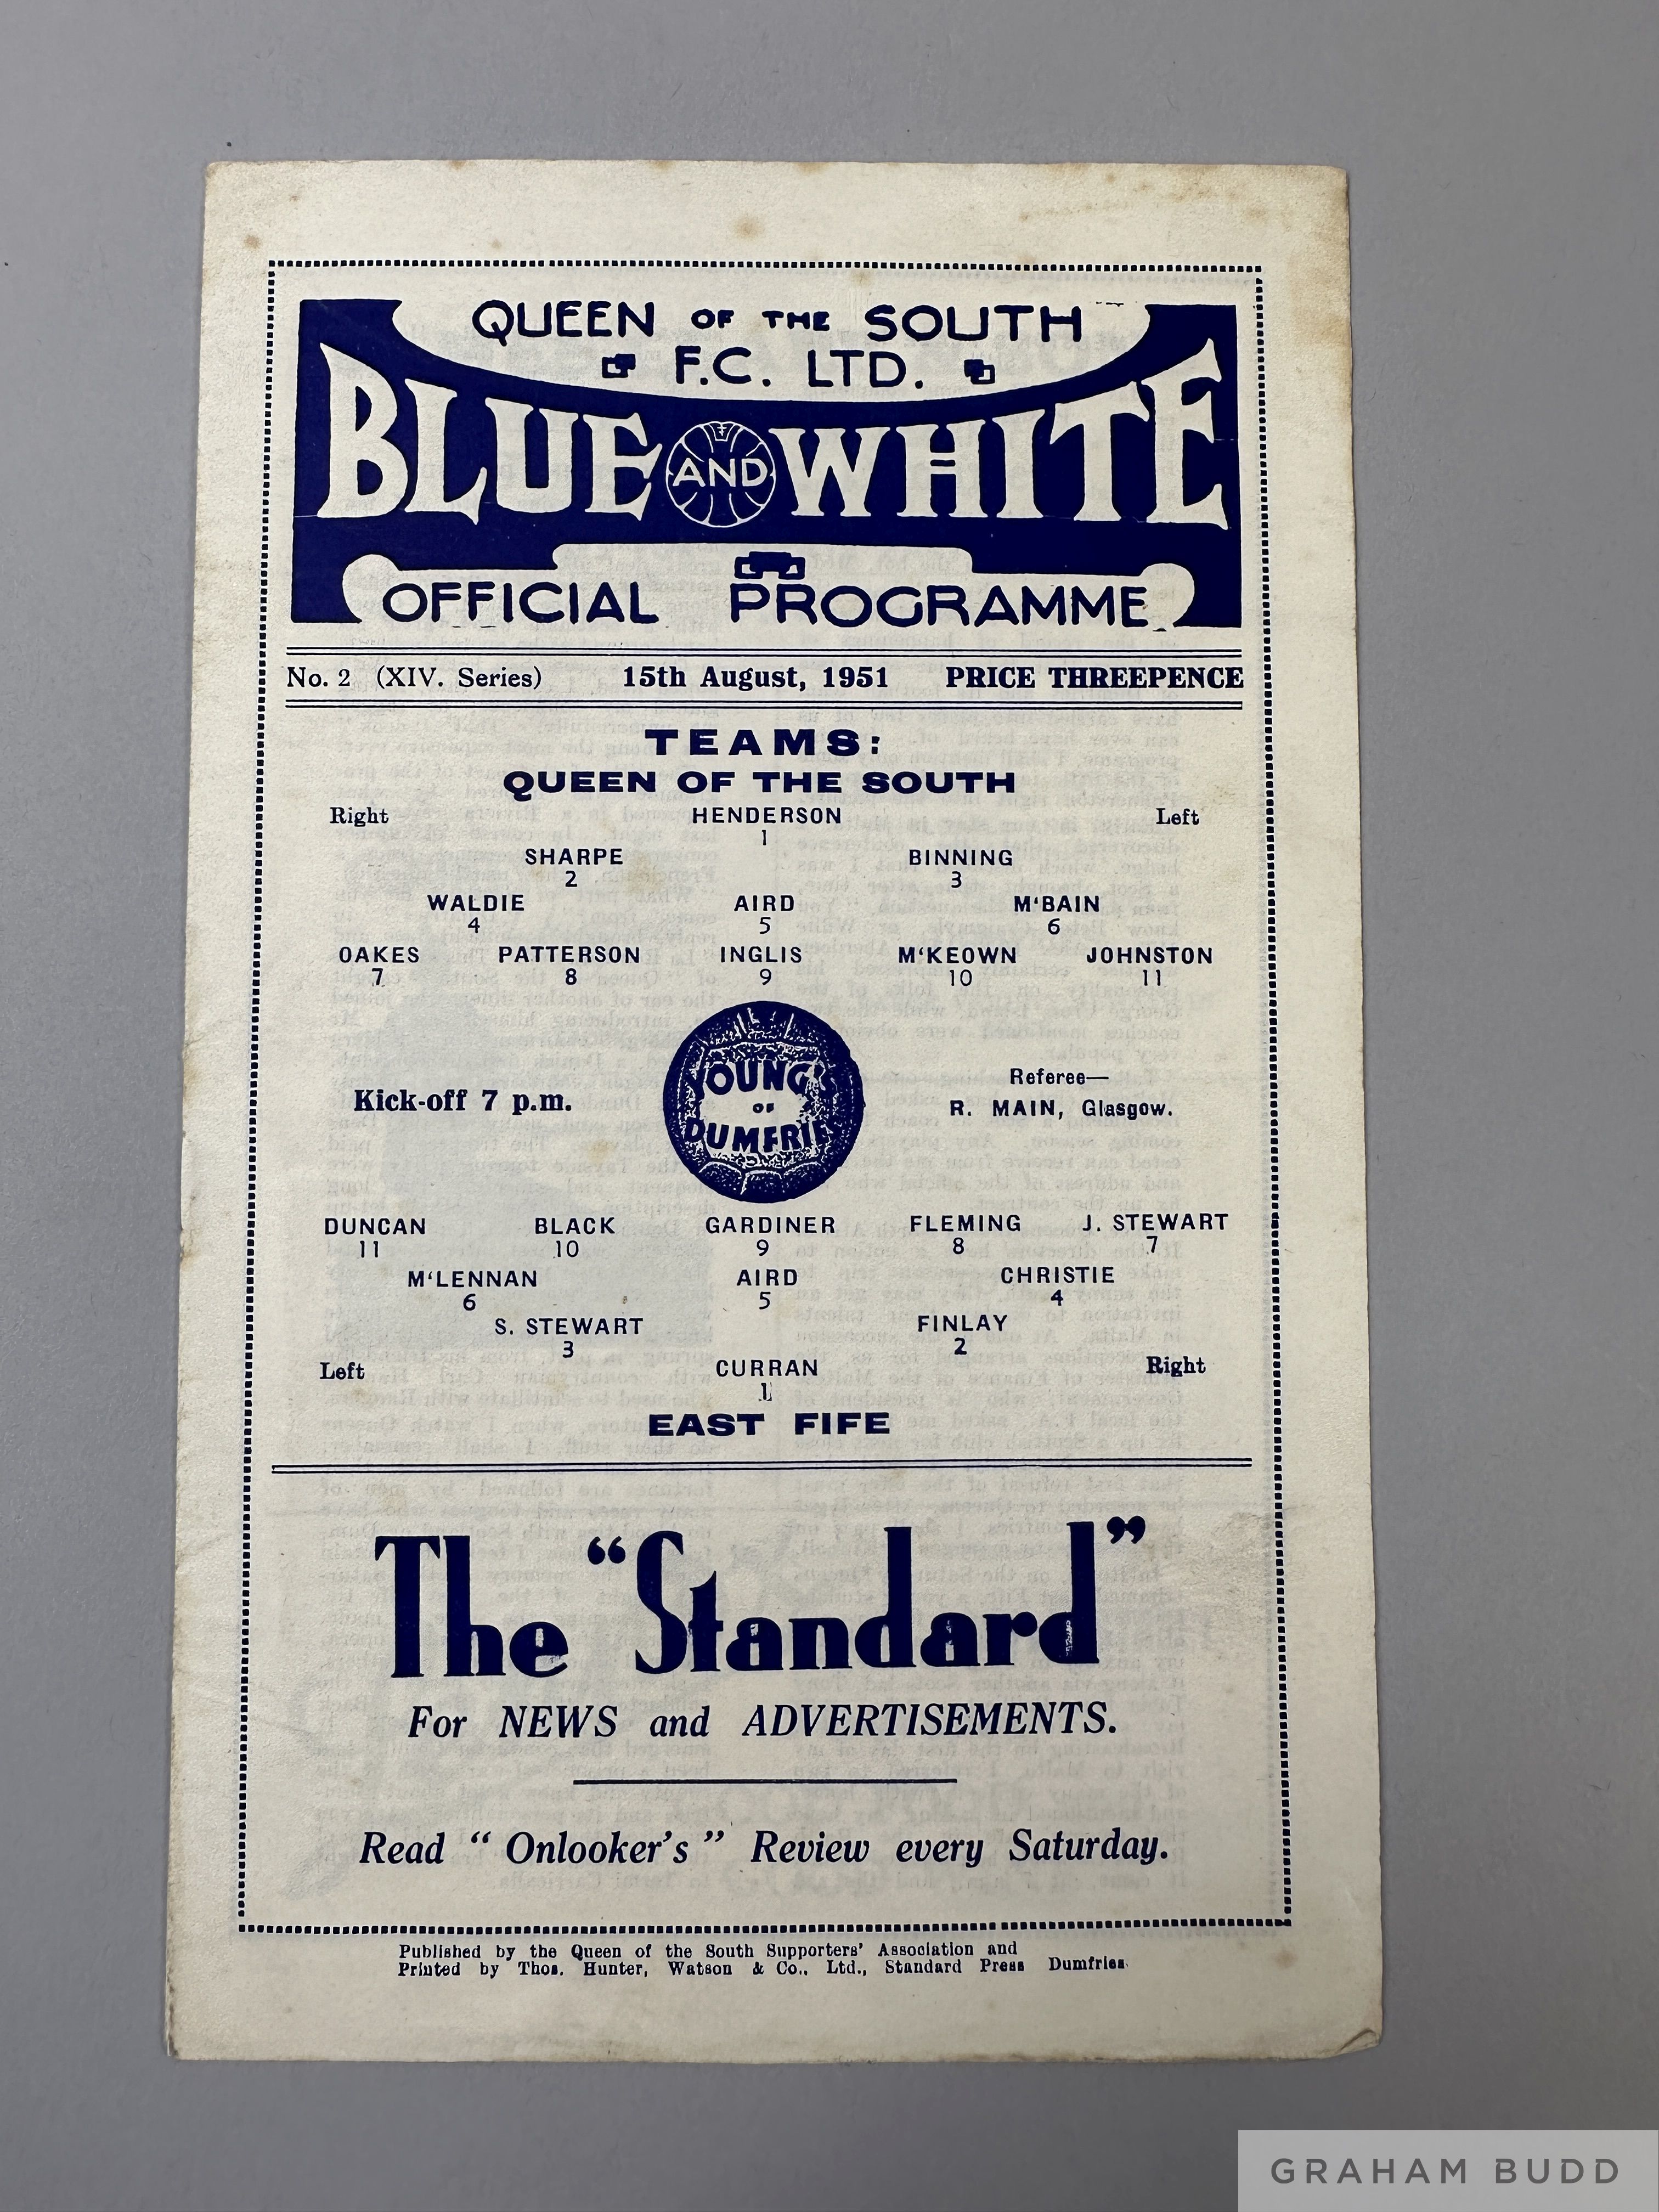 QUEEN OF THE SOUTH
F.C. LTD.
BLUE AND WHITE
OFFICIAL PROGRAMME
No. 2 (XIV. Series) 15th August, 1951 PRICE THREEPENCE
TEAMS:
QUEEN OF THE SOUTH
Right HENDERSON Left
1
SHARPE BINNING
2 3
WALDIE AIRD M'BAIN
4 5 6
OAKES PATTERSON INGLIS M'KEOWN JOHNSTON
7 8 9 10 11
YOUNG'S
OF
DUMFRIES
Kick-off 7 p.m.
Referee—
R. MAIN, Glasgow.
DUNCAN BLACK GARDINER FLEMING J. STEWART
11 10 9 8 7
M'LENNAN AIRD CHRISTIE
6 5 4
S. STEWART FINLAY
3 2
Left CURRAN Right
1
EAST FIFE
The "Standard"
For NEWS and ADVERTISEMENTS.
Read "Onlooker's" Review every Saturday.
Published by the Queen of the South Supporters' Association and
Printed by Thos. Hunter, Watson & Co., Ltd., Standard Press Dumfries.
GRAHAM BUDD